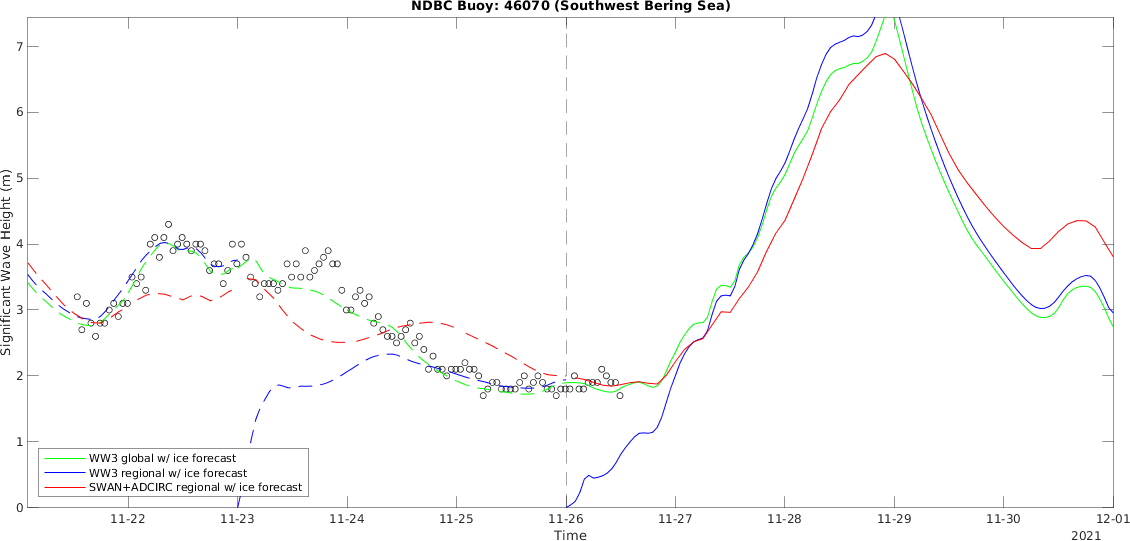 NDBC Buoy: 46070 (Southwest Bering Sea)
Significant Wave Height (m)
7
6
5
4
3
2
1
0
WW3 global w/ ice forecast
WW3 regional w/ ice forecast
SWAN+ADCIRC regional w/ ice forecast
11-22 11-23 11-24 11-25 11-26 11-27 11-28 11-29 11-30 12-01
Time
2021